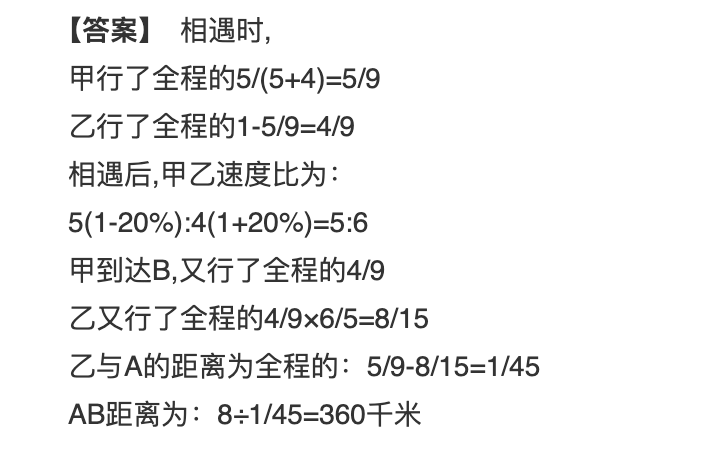 【答案】 相遇时,
甲行了全程的5/(5+4)=5/9
乙行了全程的1-5/9=4/9
相遇后,甲乙速度比为：
5(1-20%):4(1+20%)=5:6
甲到达B,又行了全程的4/9
乙又行了全程的4/9×6/5=8/15
乙与A的距离为全程的：5/9-8/15=1/45
AB距离为：8÷1/45=360千米